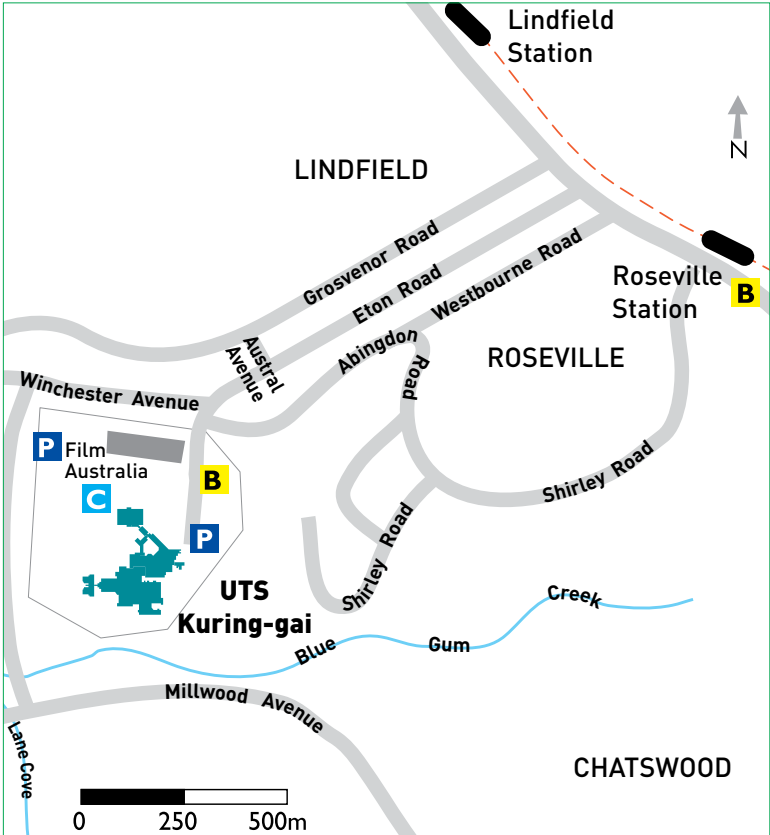 Lindfield
Station
N
LINDFIELD
Grosvenor Road
Eton Road
Westbourne Road
Roseville
Station
B
Austral
Avenue
Abingdon
Road
ROSEVILLE
Winchester Avenue
P
Film
Australia
B
C
P
Shirley Road
Shirley Road
UTS
Kuring-gai
Blue Gum Creek
Millwood Avenue
Lane Cove
CHATSWOOD
0 250 500m